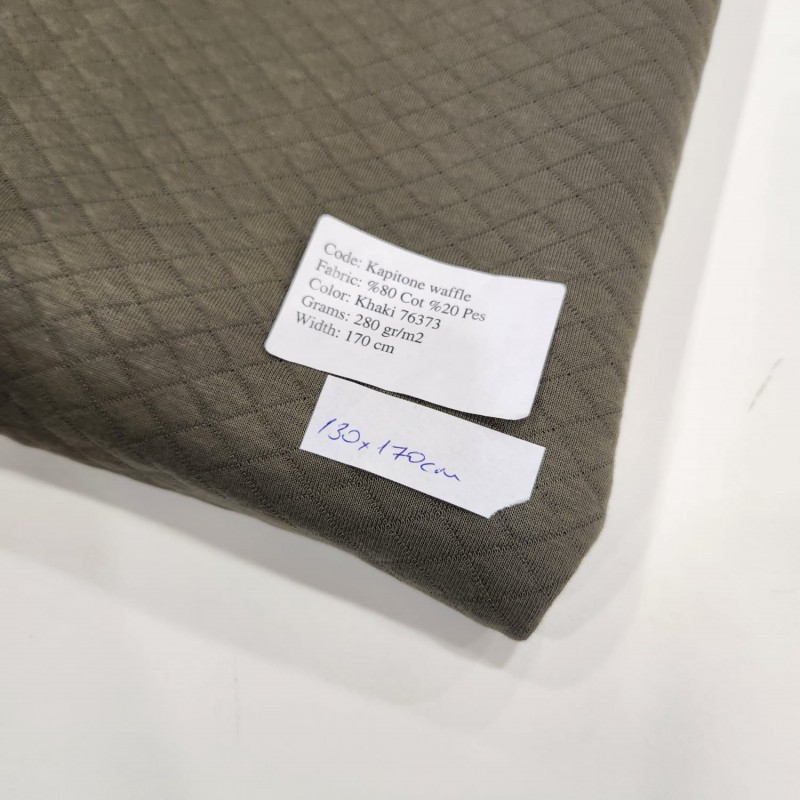 Code: Kapitone waffle
Fabric: %80 Cot %20 Pes
Color: Khaki 76373
Grams: 280 gr/m2
Width: 170 cm
130x170cm